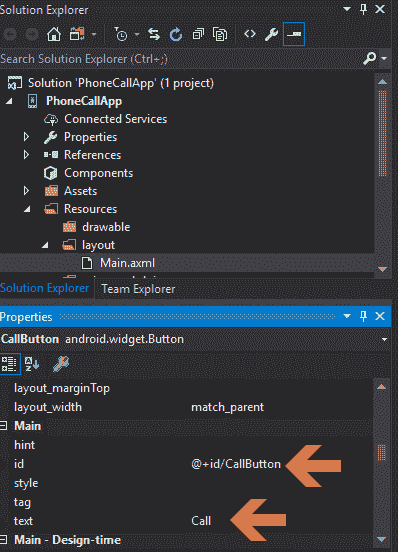 Solution Explorer
Search Solution Explorer (Ctrl+;)
Solution 'PhoneCallApp' (1 project)
PhoneCallApp
Connected Services
Properties
References
Components
Assets
Resources
drawable
layout
Main.axml
Solution Explorer Team Explorer
Properties
CallButton android.widget.Button
layout_marginTop
layout_width match_parent
Main
hint
id @+id/CallButton
style
tag
text Call
Main - Design-time